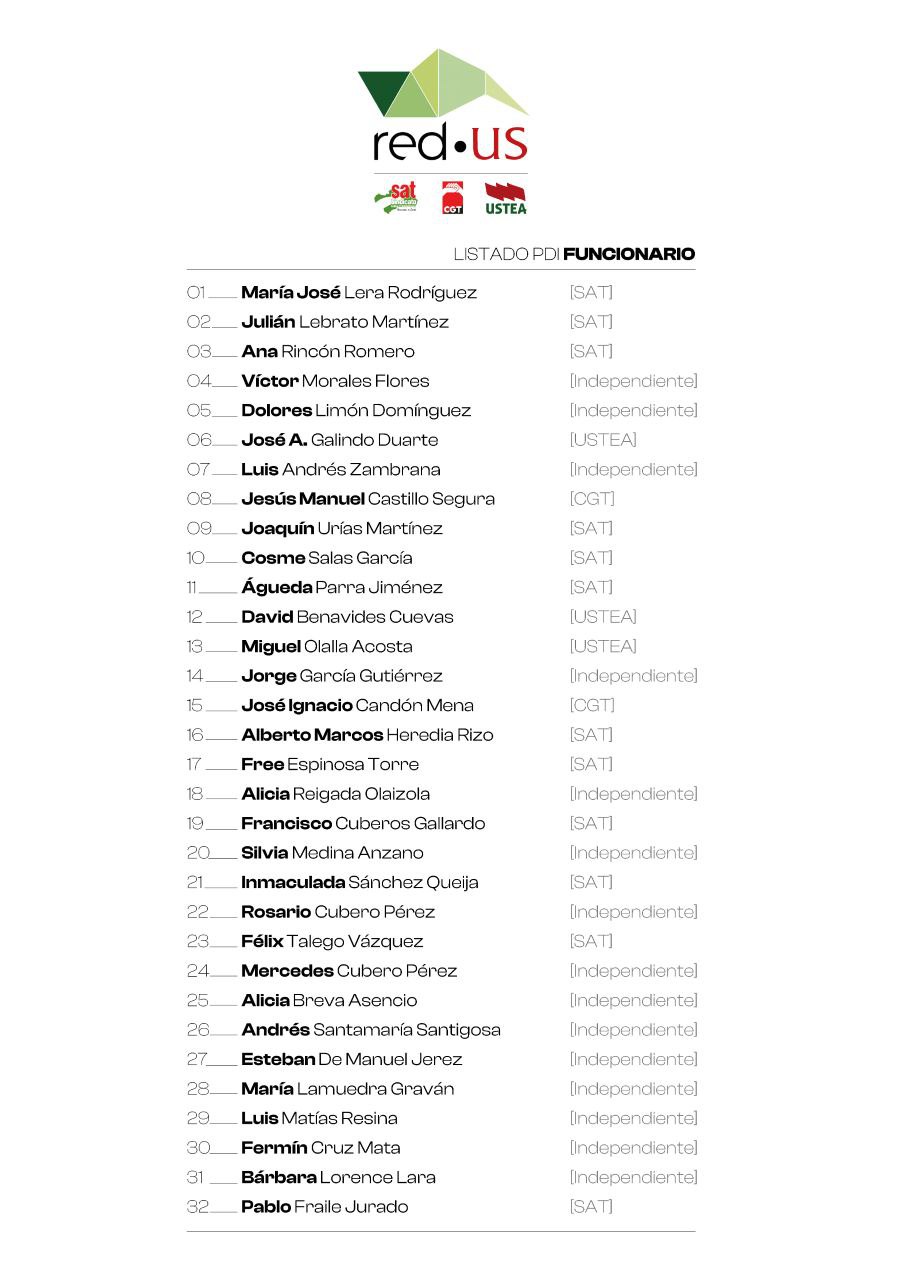 red•us
sat
sindicato
CGT
USTEA
LISTADO PDI FUNCIONARIO
01 María José Lera Rodríguez [SAT]
02 Julián Lebrato Martínez [SAT]
03 Ana Rincón Romero [SAT]
04 Víctor Morales Flores [Independiente]
05 Dolores Limón Domínguez [Independiente]
06 José A. Galindo Duarte [USTEA]
07 Luis Andrés Zambrana [Independiente]
08 Jesús Manuel Castillo Segura [CGT]
09 Joaquín Urías Martínez [SAT]
10 Cosme Salas García [SAT]
11 Águeda Parra Jiménez [SAT]
12 David Benavides Cuevas [USTEA]
13 Miguel Olalla Acosta [USTEA]
14 Jorge García Gutiérrez [Independiente]
15 José Ignacio Candón Mena [CGT]
16 Alberto Marcos Heredia Rizo [SAT]
17 Free Espinosa Torre [SAT]
18 Alicia Reigada Olaizola [Independiente]
19 Francisco Cuberos Gallardo [SAT]
20 Silvia Medina Anzano [Independiente]
21 Inmaculada Sánchez Queija [SAT]
22 Rosario Cubero Pérez [Independiente]
23 Félix Talego Vázquez [SAT]
24 Mercedes Cubero Pérez [Independiente]
25 Alicia Breva Asencio [Independiente]
26 Andrés Santamaría Santigosa [Independiente]
27 Esteban De Manuel Jerez [Independiente]
28 María Lamuedra Graván [Independiente]
29 Luis Matías Resina [Independiente]
30 Fermín Cruz Mata [Independiente]
31 Bárbara Lorence Lara [Independiente]
32 Pablo Fraile Jurado [SAT]